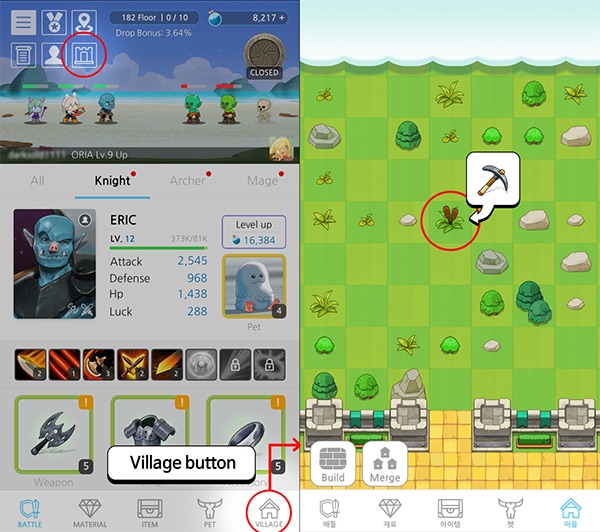 182 Floor | 0 / 10
8,217 +
Drop Bonus: 3.64%
CLOSED
ORIA Lv.9 Up
All
Knight
Archer
Mage
ERIC
LV. 12
373K/81K
Level up
16,384
Attack 2,545
Defense 968
Hp 1,438
Luck 288
4
Pet
2
1
3
2
2
!
!
5
5
Weapon
Village button
BATTLE
MATERIAL
ITEM
PET
VILLAGE
Build
Merge
배틀
재료
아이템
펫
마을